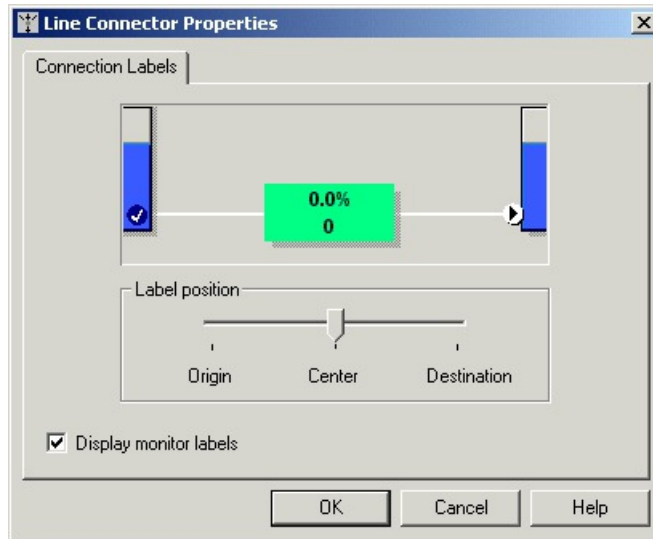 Line Connector Properties
Connection Labels
0.0%
0
Label position
Origin Center Destination
Display monitor labels
OK Cancel Help